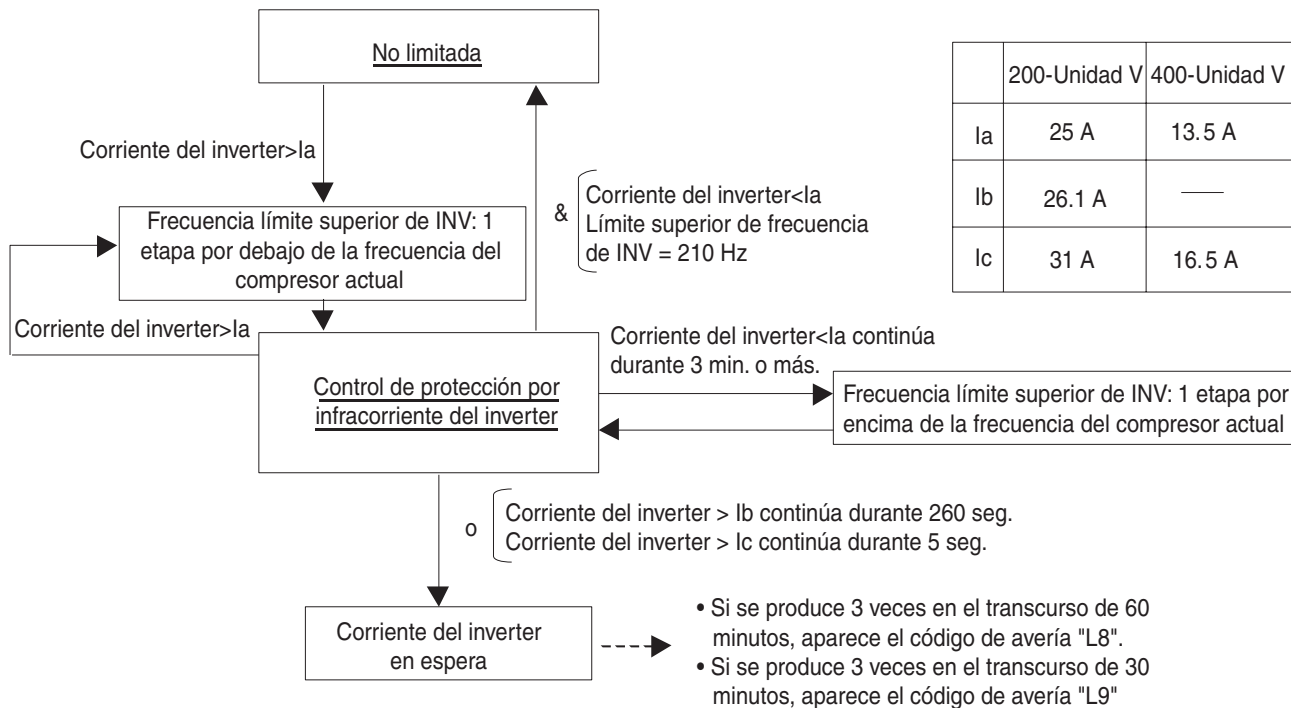 No limitada
200-Unidad V 400-Unidad V
Ia 25 A 13.5 A
Ib 26.1 A —
Ic 31 A 16.5 A
Corriente del inverter>Ia
&
Corriente del inverter<Ia
Límite superior de frecuencia
de INV = 210 Hz
Frecuencia límite superior de INV: 1
etapa por debajo de la frecuencia del
compresor actual
Corriente del inverter>Ia
Control de protección por
infracorriente del inverter
Corriente del inverter<Ia continúa
durante 3 min. o más.
Frecuencia límite superior de INV: 1 etapa por
encima de la frecuencia del compresor actual
o
Corriente del inverter > Ib continúa durante 260 seg.
Corriente del inverter > Ic continúa durante 5 seg.
Corriente del inverter
en espera
• Si se produce 3 veces en el transcurso de 60
minutos, aparece el código de avería "L8".
• Si se produce 3 veces en el transcurso de 30
minutos, aparece el código de avería "L9"